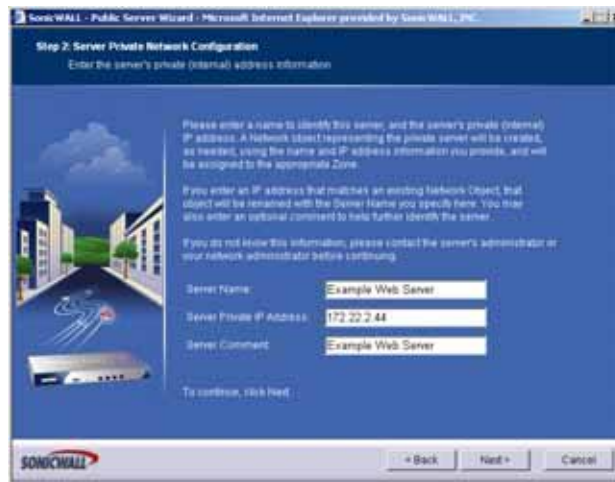 SonicWALL - Public Server Wizard - Microsoft Internet Explorer provided by SonicWALL, INC.
Step 2: Server Private Network Configuration
Enter the server's private (internal) address information
Please enter a name to identify this server, and the server's private (internal)
IP address. A Network object representing the private server will be created,
as needed, using the name and IP address information you provide, and will
be assigned to the appropriate Zone.
If you enter an IP address that matches an existing Network Object, that
object will be renamed with the Server Name you specify here. You may
also enter an optional comment to help further identify the server.
If you do not know this information, please contact the server's administrator or
your network administrator before continuing.
Server Name: Example Web Server
Server Private IP Address: 172.22.2.44
Server Comment: Example Web Server
To continue, click Next
SONICWALL
< Back Next > Cancel